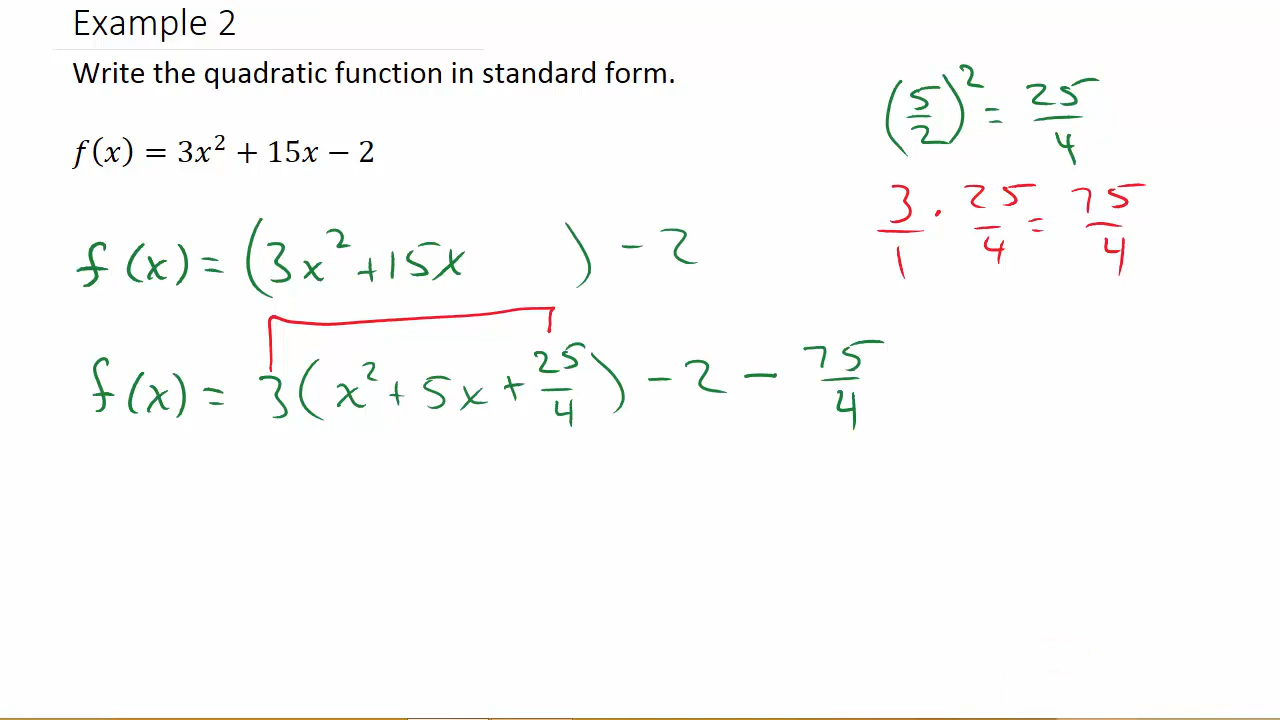 Example 2
Write the quadratic function in standard form.
f(x) = 3x² + 15x − 2
(5/2)² = 25/4
3/1 · 25/4 = 75/4
f(x) = (3x² + 15x ) − 2
f(x) = 3(x² + 5x + 25/4) − 2 − 75/4